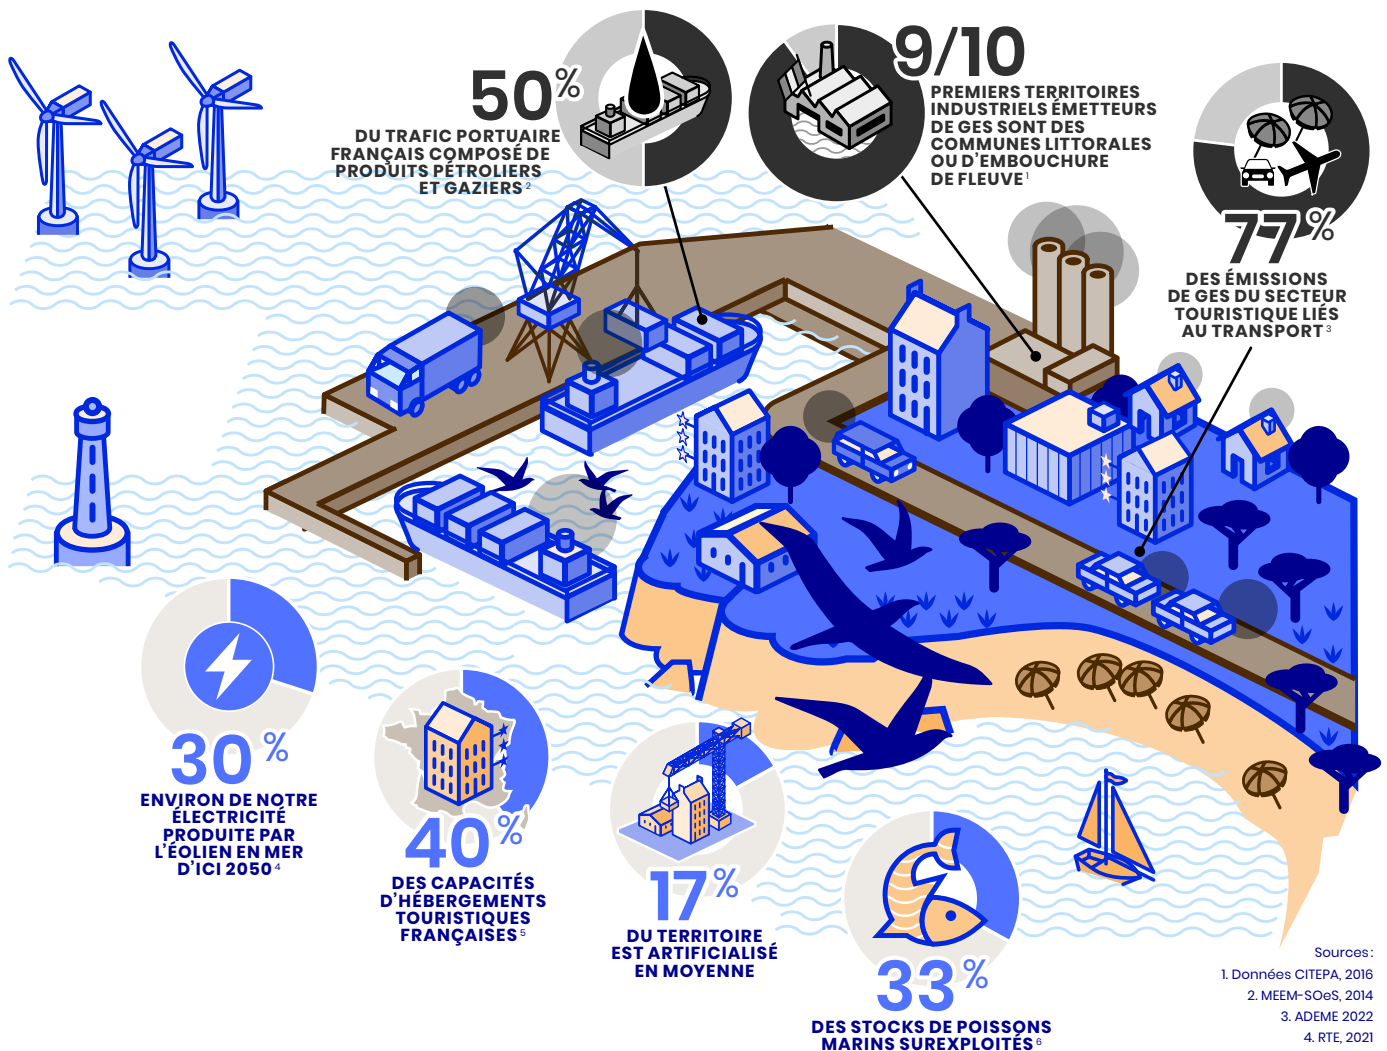 50%
DU TRAFIC PORTUAIRE
FRANÇAIS COMPOSÉ DE
PRODUITS PÉTROLIERS
ET GAZIERS 2
9/10
PREMIERS TERRITOIRES
INDUSTRIELS ÉMETTEURS
DE GES SONT DES
COMMUNES LITTORALES
OU D'EMBOUCHURE
DE FLEUVE 1
77%
DES ÉMISSIONS
DE GES DU SECTEUR
TOURISTIQUE LIÉS
AU TRANSPORT 3
30%
ENVIRON DE NOTRE
ÉLECTRICITÉ
PRODUITE PAR
L'ÉOLIEN EN MER
D'ICI 2050 4
40%
DES CAPACITÉS
D'HÉBERGEMENTS
TOURISTIQUES
FRANÇAISES 5
17%
DU TERRITOIRE
EST ARTIFICIALISÉ
EN MOYENNE
33%
DES STOCKS DE POISSONS
MARINS SUREXPLOITÉS 6
Sources :
1. Données CITEPA, 2016
2. MEEM-SOeS, 2014
3. ADEME 2022
4. RTE, 2021